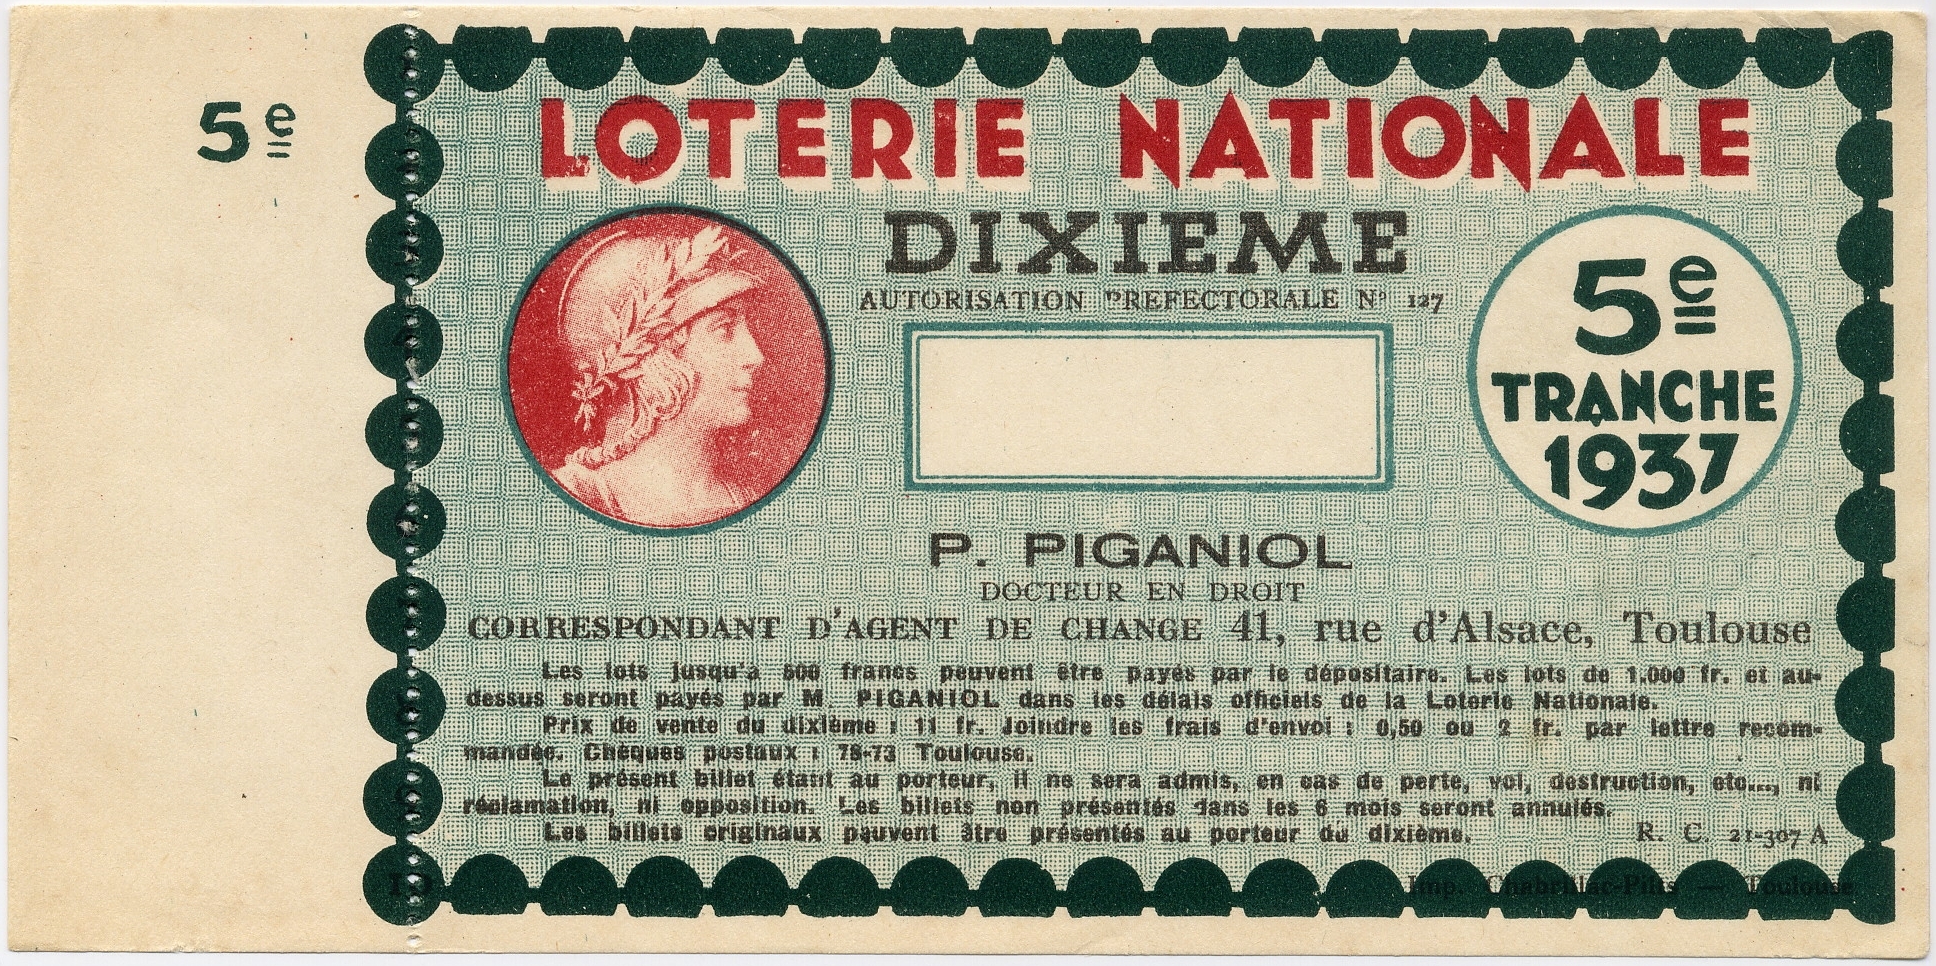 5e
LOTERIE NATIONALE
DIXIEME
AUTORISATION PREFECTORALE N° 127
5e
TRANCHE
1937
P. PIGANIOL
DOCTEUR EN DROIT
CORRESPONDANT D'AGENT DE CHANGE 41, rue d'Alsace, Toulouse
Les lots jusqu'à 500 francs peuvent être payés par le dépositaire. Les lots de 1.000 fr. et au-
dessus seront payés par M. PIGANIOL dans les délais officiels de la Loterie Nationale.
Prix de vente du dixième : 11 fr. Joindre les frais d'envoi : 0,50 ou 2 fr. par lettre recom-
mandée. Chèques postaux : 78-73 Toulouse.
Le présent billet étant au porteur, il ne sera admis, en cas de perte, vol, destruction, etc..., ni
réclamation, ni opposition. Les billets non présentés dans les 6 mois seront annulés.
Les billets originaux peuvent être présentés au porteur du dixième.
R. C. 21-307 A
10
Imp. — Toulouse